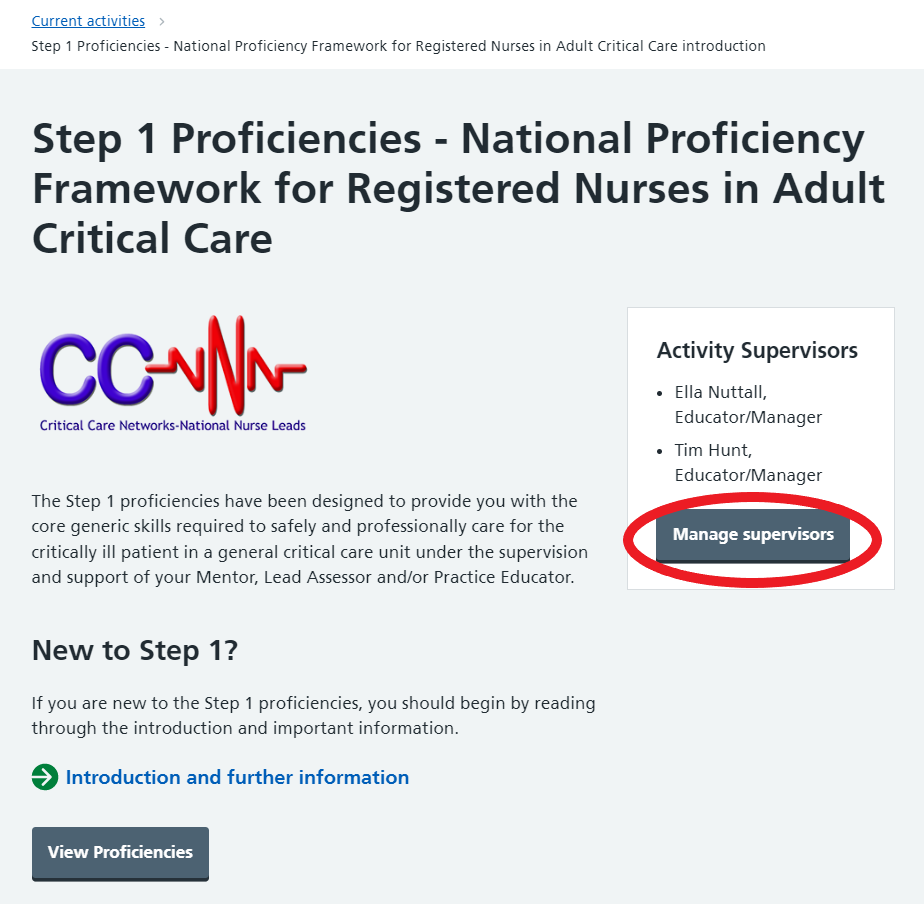 Current activities
Step 1 Proficiencies - National Proficiency Framework for Registered Nurses in Adult Critical Care introduction
Step 1 Proficiencies - National Proficiency
Framework for Registered Nurses in Adult
Critical Care
CC
Critical Care Networks-National Nurse Leads
The Step 1 proficiencies have been designed to provide you with the
core generic skills required to safely and professionally care for the
critically ill patient in a general critical care unit under the supervision
and support of your Mentor, Lead Assessor and/or Practice Educator.
New to Step 1?
If you are new to the Step 1 proficiencies, you should begin by reading
through the introduction and important information.
Introduction and further information
View Proficiencies
Activity Supervisors
Ella Nuttall,
Educator/Manager
Tim Hunt,
Educator/Manager
Manage supervisors